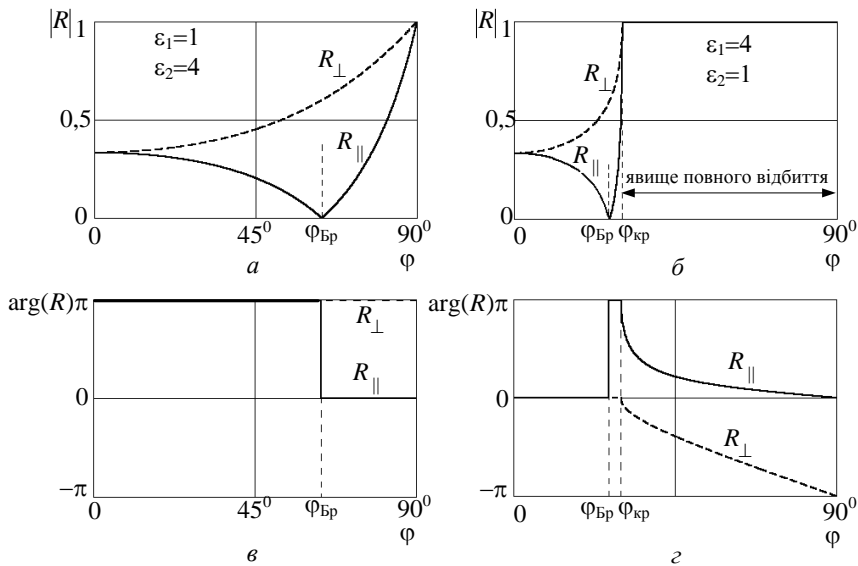 |R| 1
ε₁=1
ε₂=4
R⊥
0,5
R||
0
0
45⁰
φБр
90⁰
φ
а
|R| 1
ε₁=4
ε₂=1
R⊥
0,5
R||
явище повного відбиття
0
0
φБр
φкр
90⁰
φ
б
arg(R)π
R⊥
R||
0
−π
0
45⁰
φБр
90⁰
φ
в
arg(R)π
R||
0
R⊥
−π
0
φБр
φкр
90⁰
φ
г